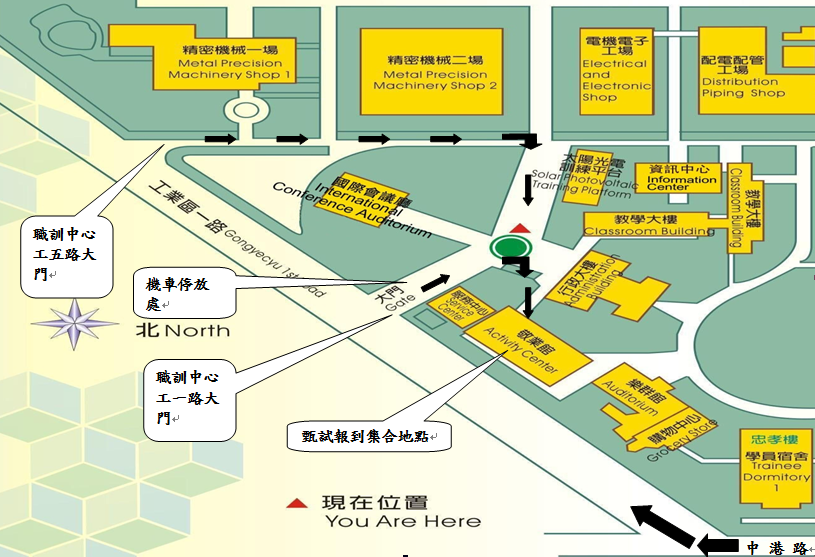 精密機械一場
Metal Precision
Machinery Shop 1
精密機械二場
Metal Precision
Machinery Shop 2
電機電子
工場
Electrical
and
Electronic
Shop
配電配管
工場
Distribution
Piping Shop
太陽光電
訓練平台
Solar Photovoltaic
Training Platform
資訊中心
Information
Center
教學大樓
Classroom Building
教學大樓
Classroom Building
國際會議廳
International
Conference Auditorium
工業區一路 Gongyecyu 1st Road
職訓中心
工五路大
門
機車停放
處
大門
Gate
服務中心
Service
Center
行政大樓
Administration
Building
敬業館
Activity Center
北 North
職訓中心
工一路大
門
甄試報到集合地點
樂群館
Auditorium
購物中心
Grocery Store
忠孝樓
學員宿舍
Trainee
Dormitory
1
現在位置
You Are Here
中 港 路